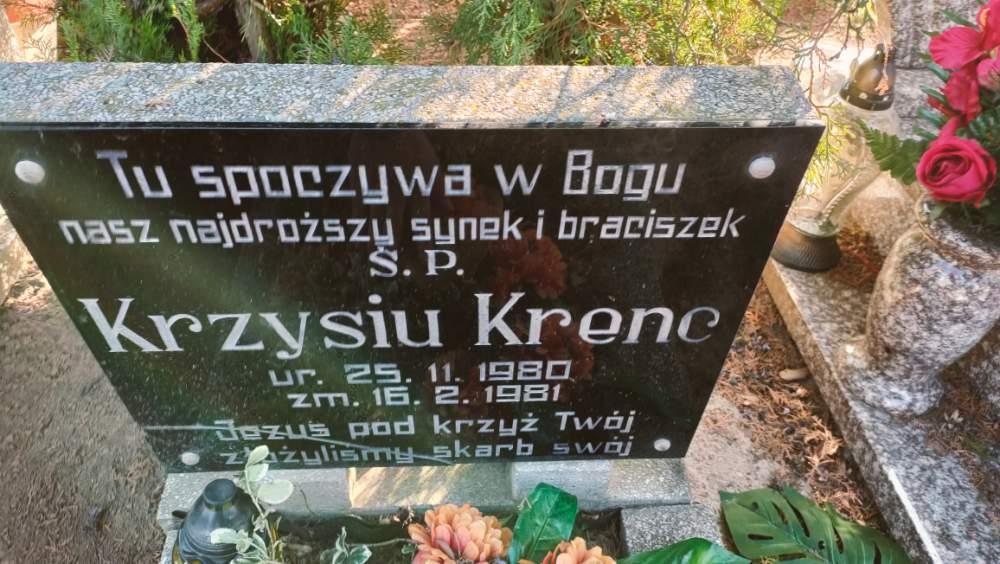 Tu spoczywa w Bogu
nasz najdroższy synek i braciszek
Ś. P.
Krzysiu Krenc
ur. 25. 11. 1980
zm. 16. 2. 1981
Jezus pod krzyż Twój
złożyliśmy skarb swój